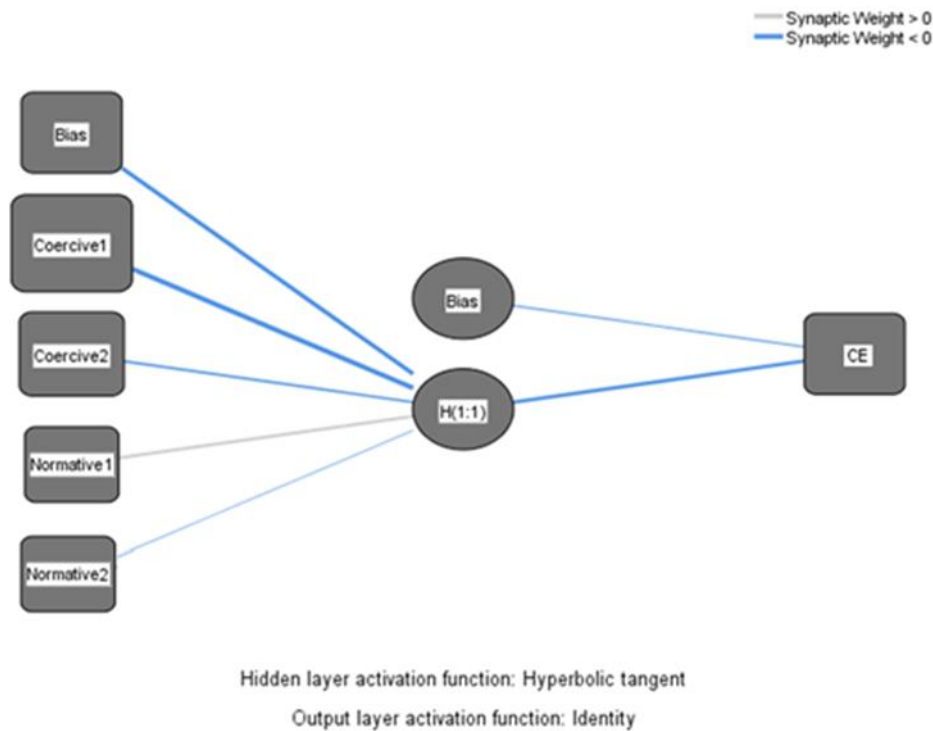 Synaptic Weight > 0
Synaptic Weight < 0
Bias
Coercive1
Coercive2
Normative1
Normative2
Bias
H(1:1)
CE
Hidden layer activation function: Hyperbolic tangent
Output layer activation function: Identity